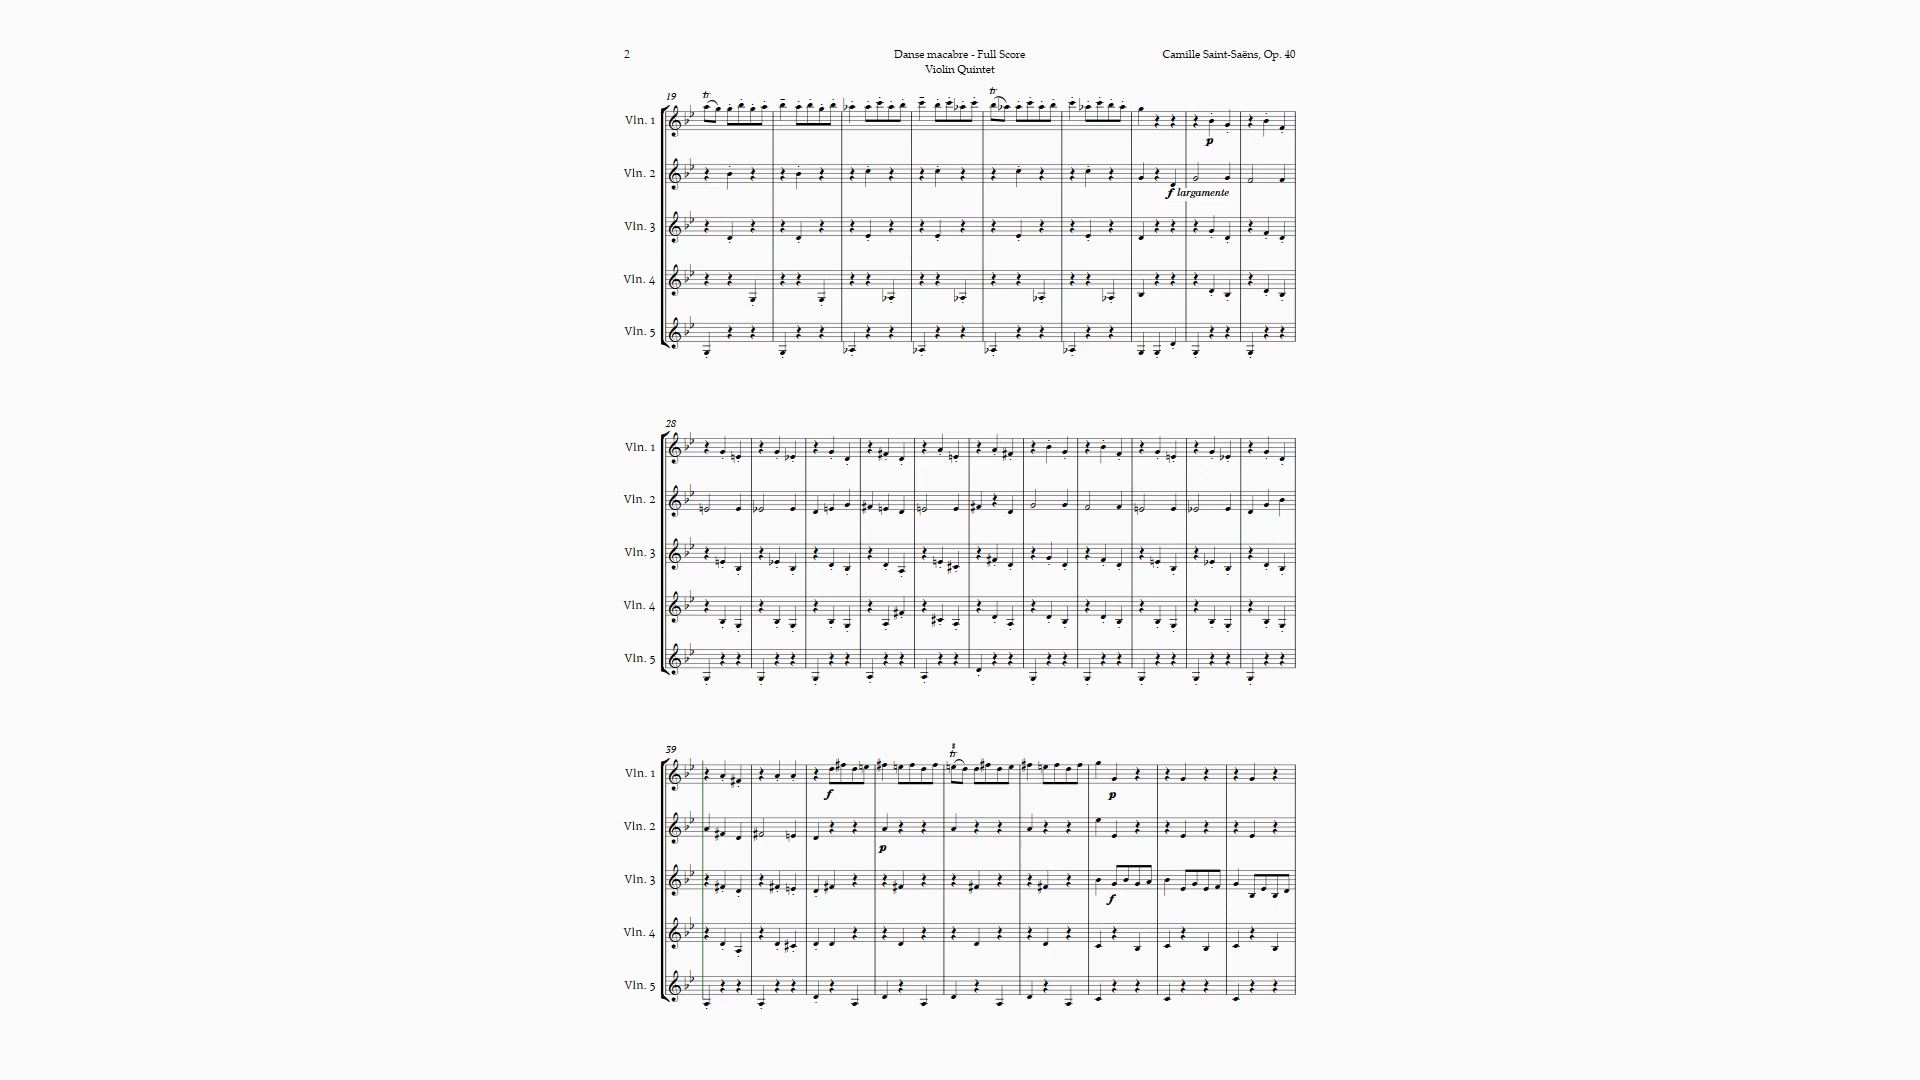 2 Danse macabre - Full Score Camille Saint-Saëns, Op. 40
Violin Quintet
19
Vln. 1
p
Vln. 2
f largamente
Vln. 3
Vln. 4
Vln. 5
28
Vln. 1
Vln. 2
Vln. 3
Vln. 4
Vln. 5
39
Vln. 1
f p
Vln. 2
p
Vln. 3
f
Vln. 4
Vln. 5